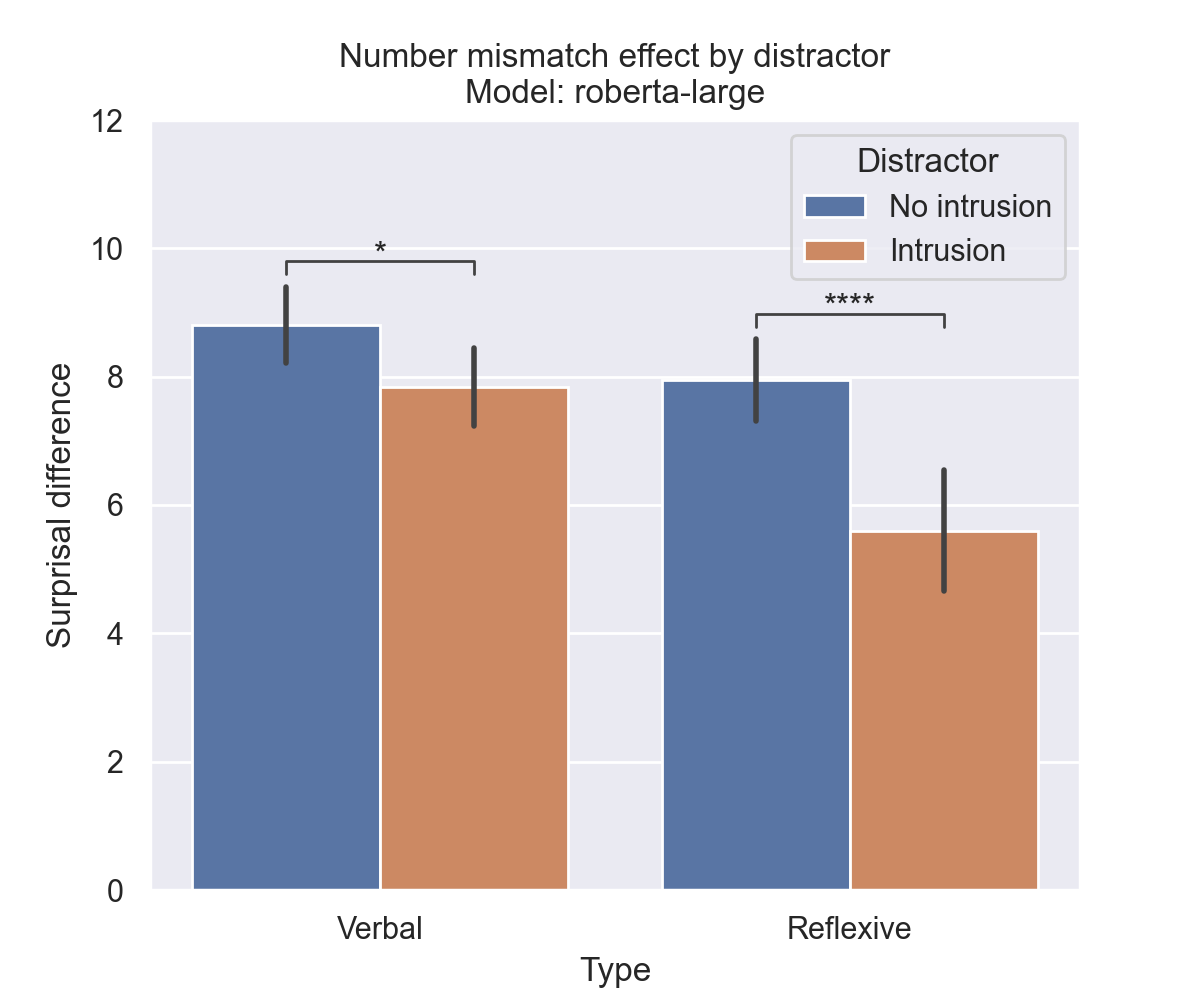 Number mismatch effect by distractor
Model: roberta-large
12
10
8
6
4
2
0
Surprisal difference
Distractor
No intrusion
Intrusion
*
****
Verbal
Reflexive
Type